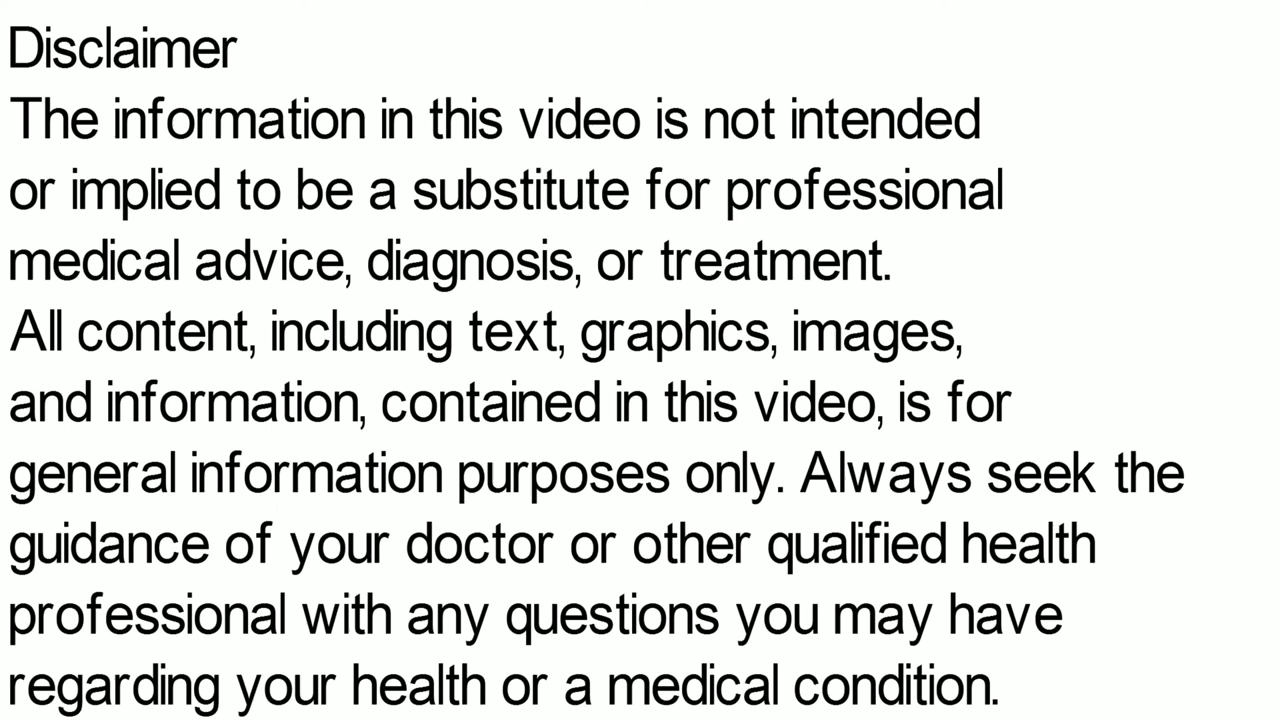 Disclaimer
The information in this video is not intended
or implied to be a substitute for professional
medical advice, diagnosis, or treatment.
All content, including text, graphics, images,
and information, contained in this video, is for
general information purposes only. Always seek the
guidance of your doctor or other qualified health
professional with any questions you may have
regarding your health or a medical condition.